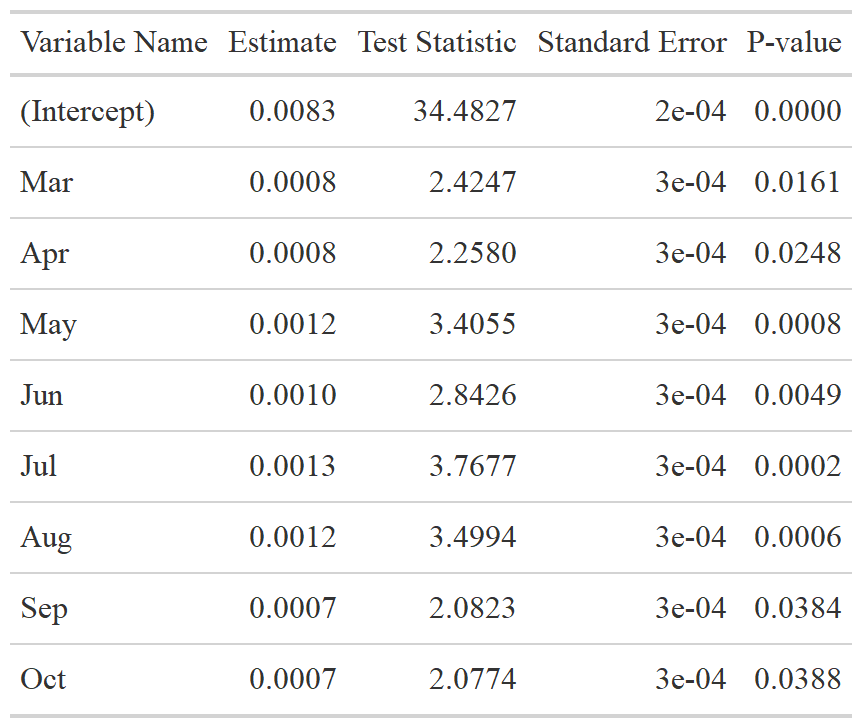 Variable Name Estimate Test Statistic Standard Error P-value
(Intercept) 0.0083 34.4827 2e-04 0.0000
Mar 0.0008 2.4247 3e-04 0.0161
Apr 0.0008 2.2580 3e-04 0.0248
May 0.0012 3.4055 3e-04 0.0008
Jun 0.0010 2.8426 3e-04 0.0049
Jul 0.0013 3.7677 3e-04 0.0002
Aug 0.0012 3.4994 3e-04 0.0006
Sep 0.0007 2.0823 3e-04 0.0384
Oct 0.0007 2.0774 3e-04 0.0388